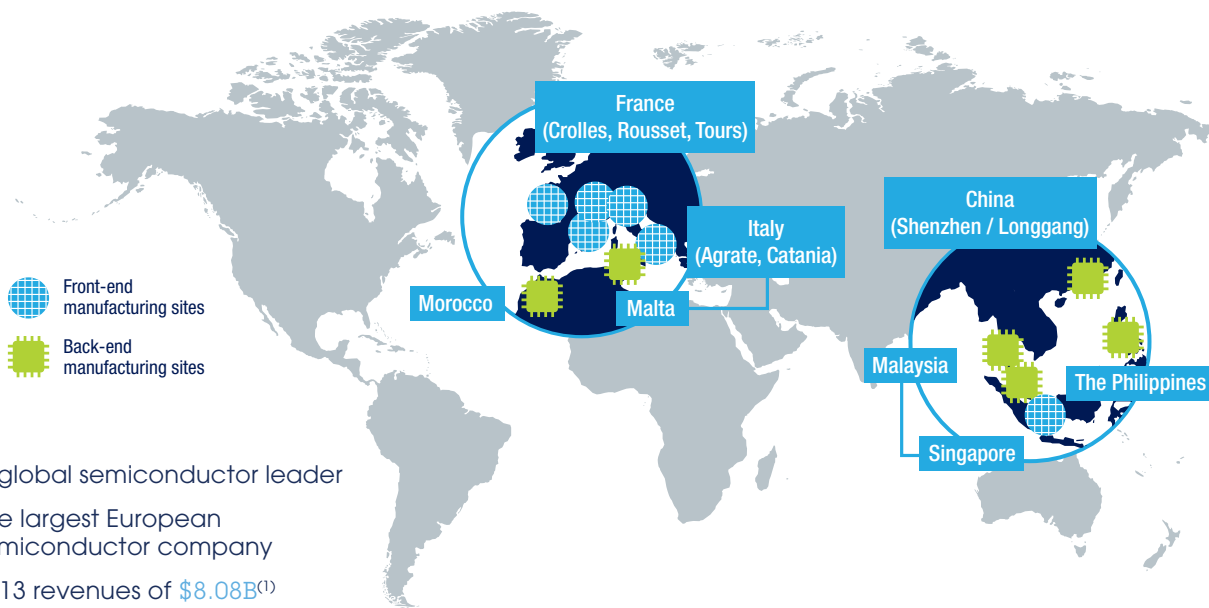 France
(Crolles, Rousset, Tours)
China
(Shenzhen / Longgang)
Italy
(Agrate, Catania)
Front-end
manufacturing sites
Morocco
Malta
Back-end
manufacturing sites
Malaysia
The Philippines
Singapore
global semiconductor leader
e largest European
miconductor company
13 revenues of $8.08B(1)